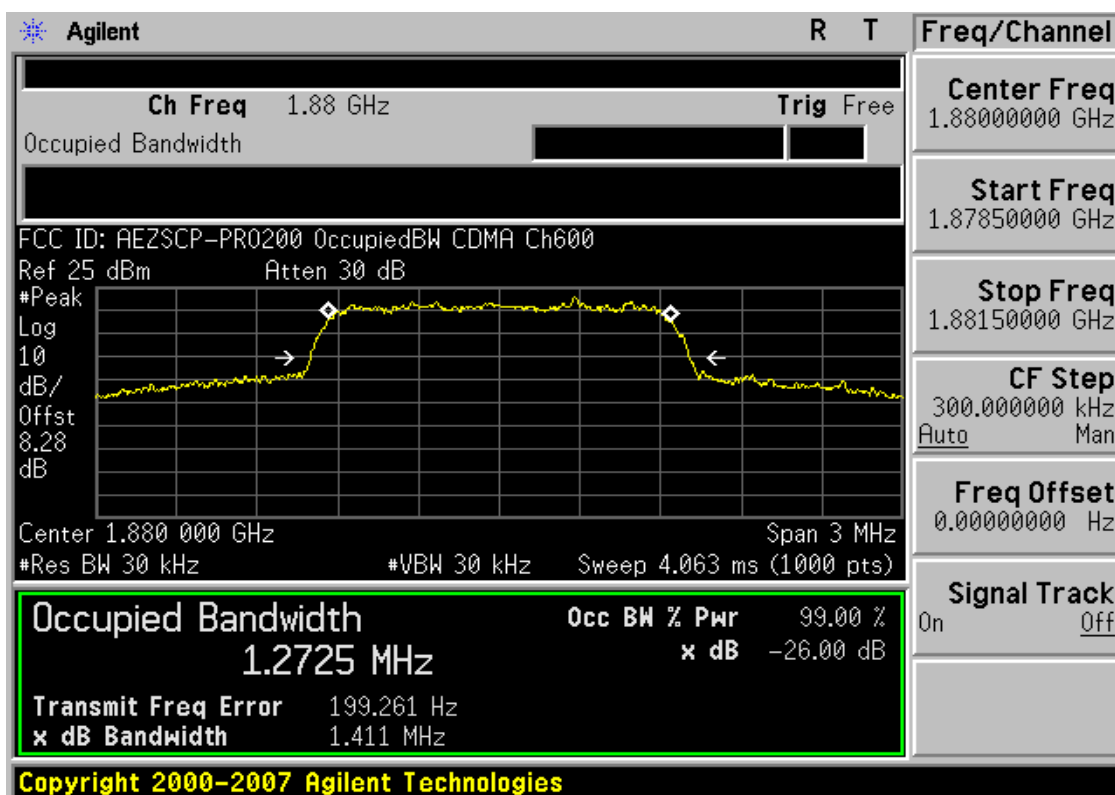 Agilent R T
Freq/Channel
Ch Freq 1.88 GHz Trig Free
Occupied Bandwidth
Center Freq
1.88000000 GHz
Start Freq
1.87850000 GHz
Stop Freq
1.88150000 GHz
CF Step
300.000000 kHz
Auto Man
Freq Offset
0.00000000 Hz
Signal Track
On Off
FCC ID: AEZSCP-PRO200 OccupiedBW CDMA Ch600
Ref 25 dBm Atten 30 dB
#Peak
Log
10
dB/
Offst
8.28
dB
Center 1.880 000 GHz Span 3 MHz
#Res BW 30 kHz #VBW 30 kHz Sweep 4.063 ms (1000 pts)
Occupied Bandwidth Occ BW % Pwr 99.00 %
1.2725 MHz x dB -26.00 dB
Transmit Freq Error 199.261 Hz
x dB Bandwidth 1.411 MHz
Copyright 2000-2007 Agilent Technologies